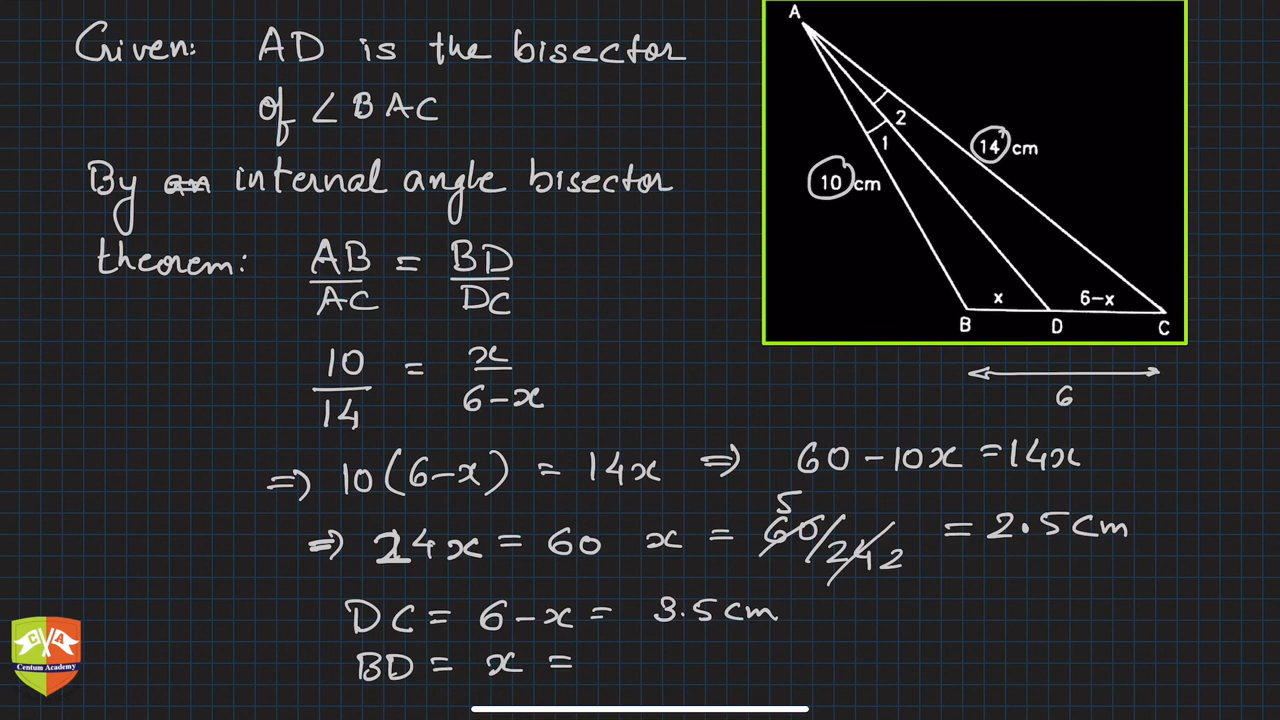 Given: AD is the bisector
of ∠BAC
By internal angle bisector
theorem: AB/AC = BD/DC
10/14 = x/6-x
⇒ 10(6-x) = 14x ⇒ 60-10x = 14x
⇒ 24x = 60 x = 60/24 5 2 = 2.5cm
DC = 6-x = 3.5cm
BD = x =
A
2
1
14 cm
10 cm
x
6-x
B
D
C
6
C A
Centum Academy